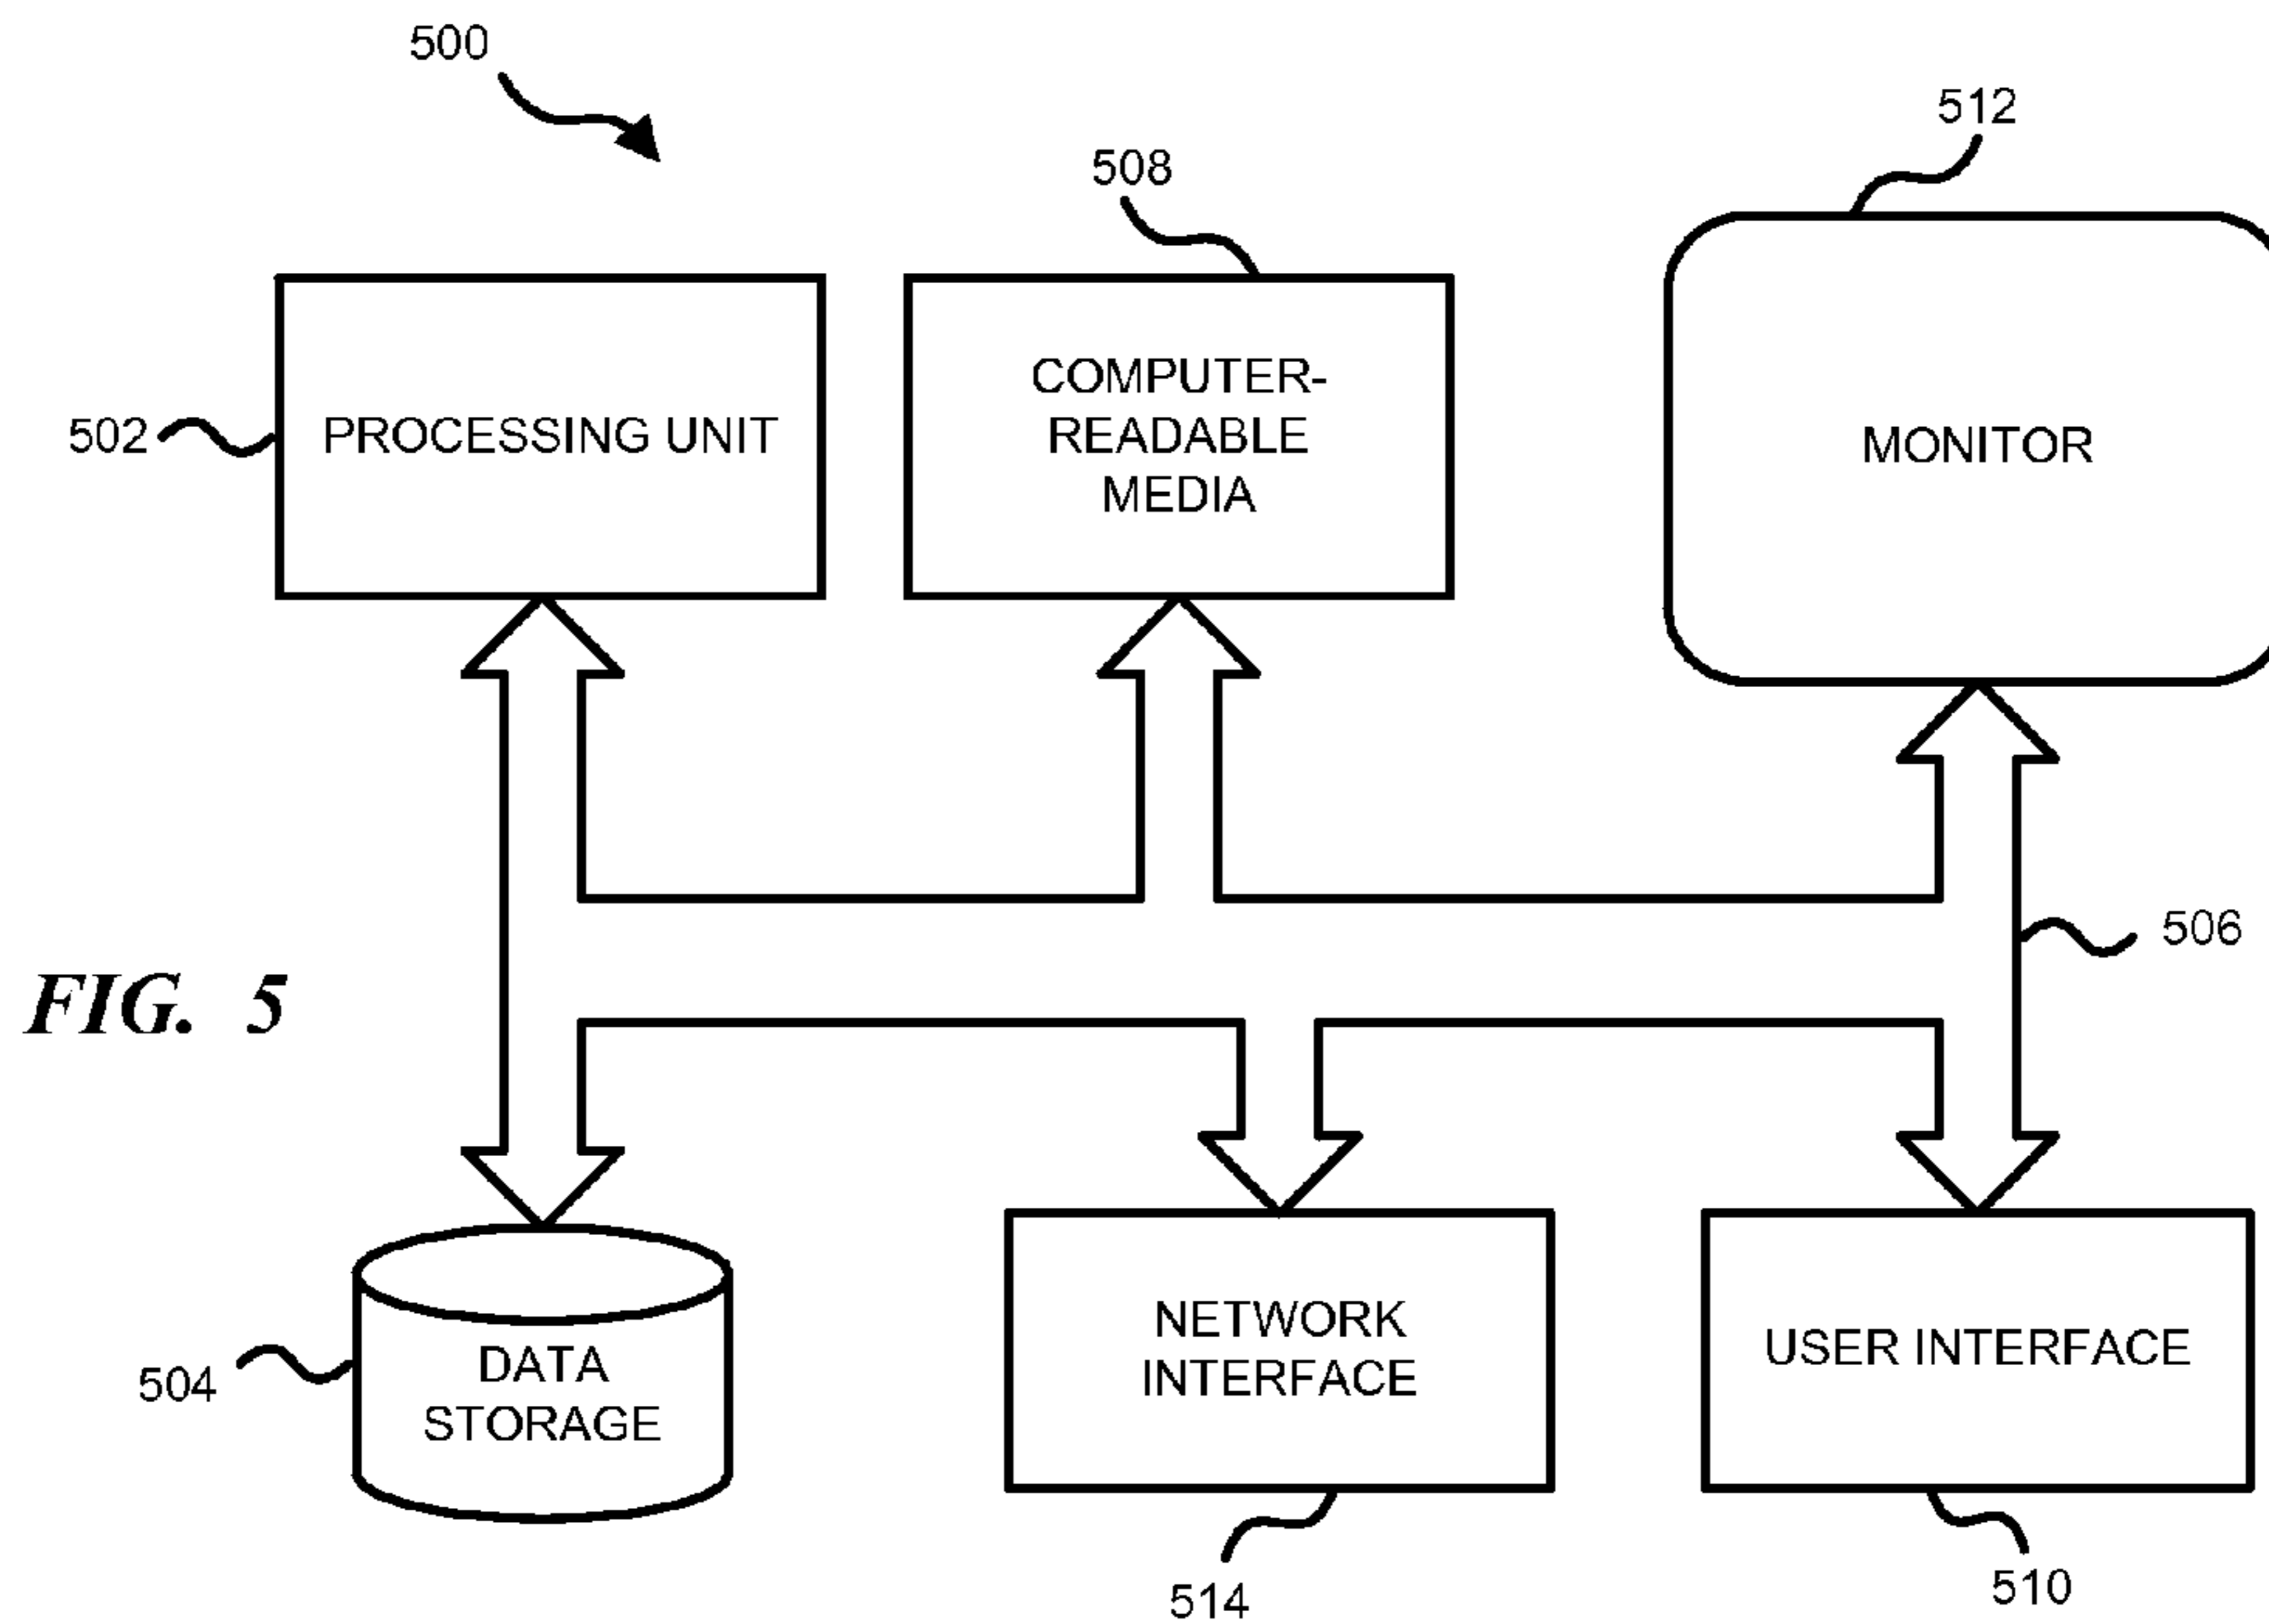 500
512
508
COMPUTER-
READABLE
MEDIA
502
PROCESSING UNIT
MONITOR
506
FIG. 5
NETWORK
INTERFACE
USER INTERFACE
DATA
STORAGE
504
514
510